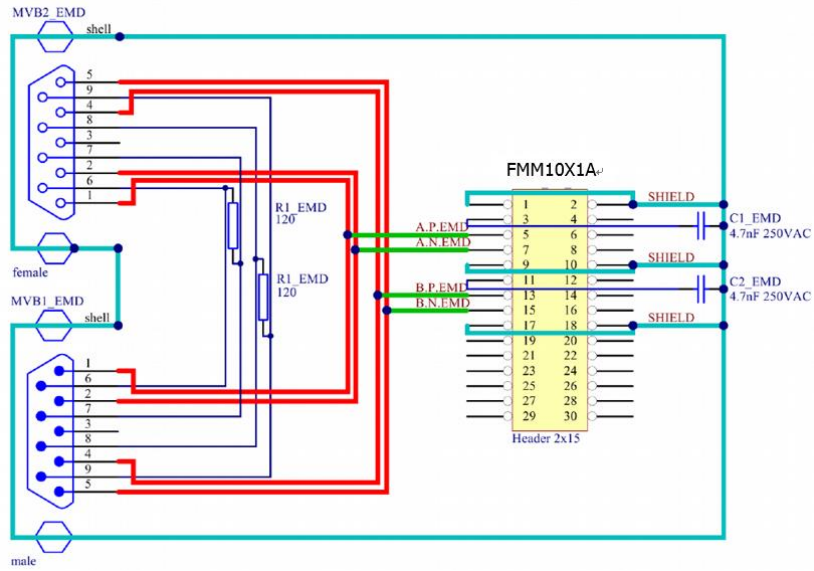 MVB2_EMD
shell
5
9
4
8
3
7
2
6
1
female
R1_EMD
120
R1_EMD
120
MVB1_EMD
shell
1
6
2
7
3
8
4
9
5
male
FMM10X1A
A.P.EMD
A.N.EMD
B.P.EMD
B.N.EMD
1 2
3 4
5 6
7 8
9 10
11 12
13 14
15 16
17 18
19 20
21 22
23 24
25 26
27 28
29 30
Header 2x15
SHIELD
C1_EMD
4.7nF 250VAC
SHIELD
C2_EMD
4.7nF 250VAC
SHIELD